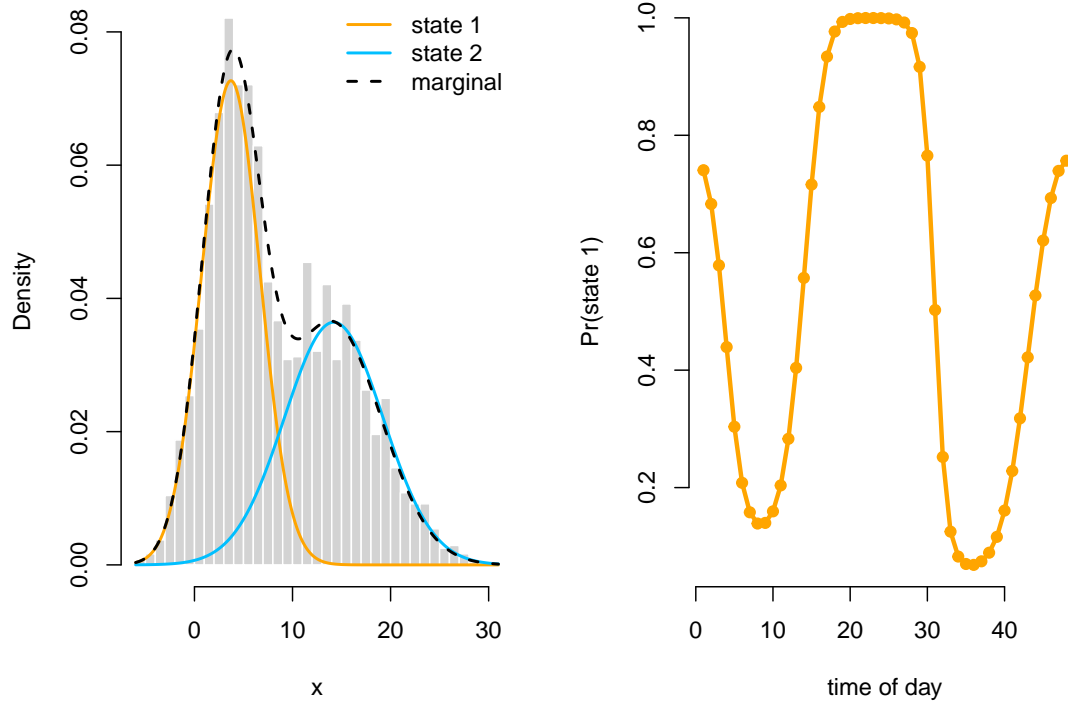 state 1
state 2
marginal
Density
0.00
0.02
0.04
0.06
0.08
0 10 20 30
x
Pr(state 1)
0.2
0.4
0.6
0.8
1.0
0 10 20 30 40
time of day